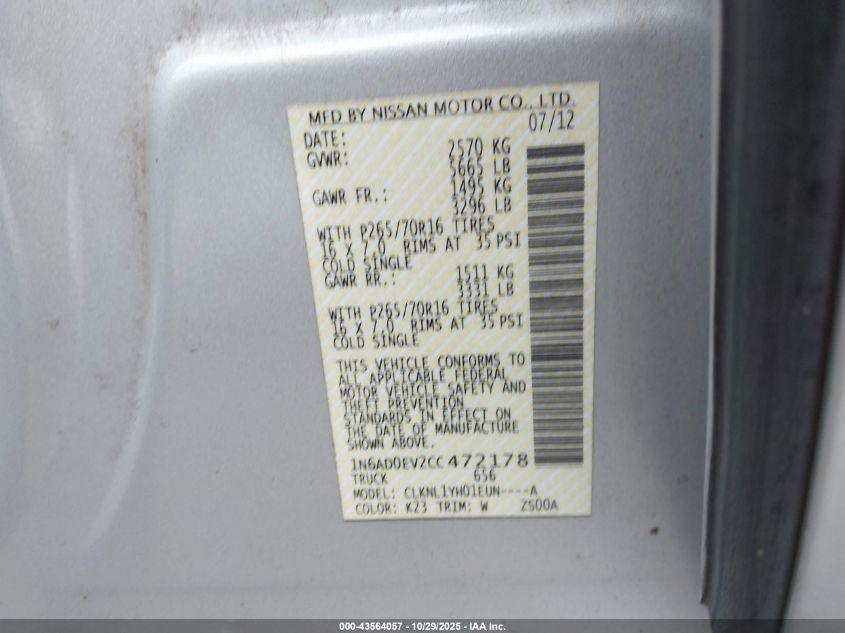 MFD BY NISSAN MOTOR CO., LTD.
DATE: 07/12
GVWR: 2570 KG
5665 LB
GAWR FR.: 1495 KG
3296 LB
WITH P265/70R16 TIRES
16 X 7.0 RIMS AT 35 PSI
COLD SINGLE
GAWR RR.: 1511 KG
3331 LB
WITH P265/70R16 TIRES
16 X 7.0 RIMS AT 35 PSI
COLD SINGLE
THIS VEHICLE CONFORMS TO
ALL APPLICABLE FEDERAL
MOTOR VEHICLE SAFETY AND
THEFT PREVENTION
STANDARDS IN EFFECT ON
THE DATE OF MANUFACTURE
SHOWN ABOVE.
1N6AD0EV2CC472178
TRUCK 656
MODEL: CLKNL1YH01EUN----A
COLOR: K23 TRIM: W ZS00A
000-43564057 - 10/29/2025 - IAA Inc.